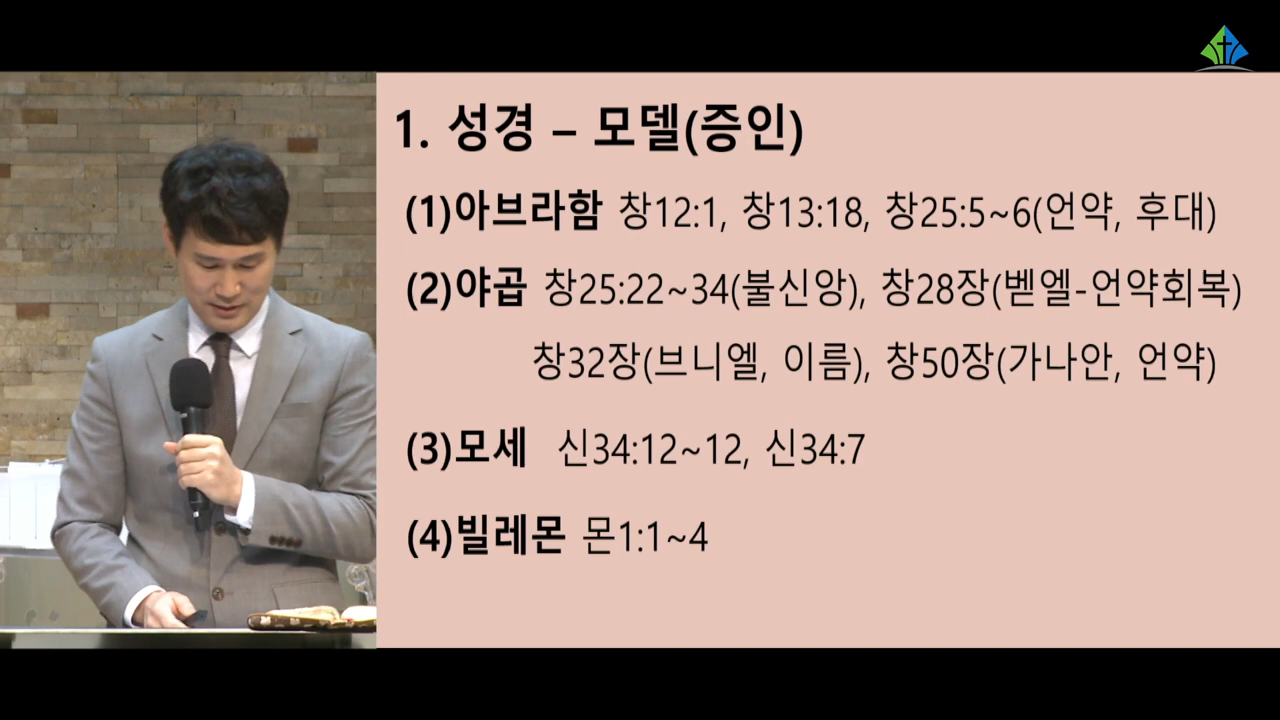 1. 성경 – 모델(증인)
(1)아브라함 창12:1, 창13:18, 창25:5~6(언약, 후대)
(2)야곱 창25:22~34(불신앙), 창28장(벧엘-언약회복)
창32장(브니엘, 이름), 창50장(가나안, 언약)
(3)모세 신34:12~12, 신34:7
(4)빌레몬 몬1:1~4